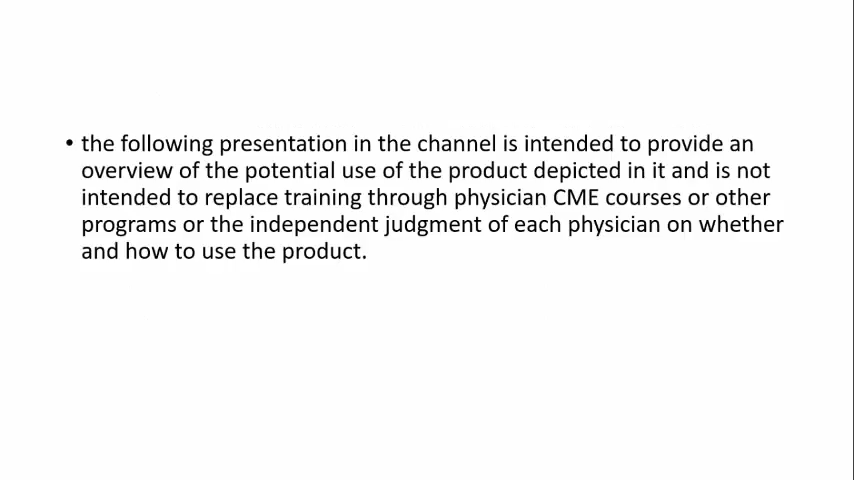 • the following presentation in the channel is intended to provide an
overview of the potential use of the product depicted in it and is not
intended to replace training through physician CME courses or other
programs or the independent judgment of each physician on whether
and how to use the product.